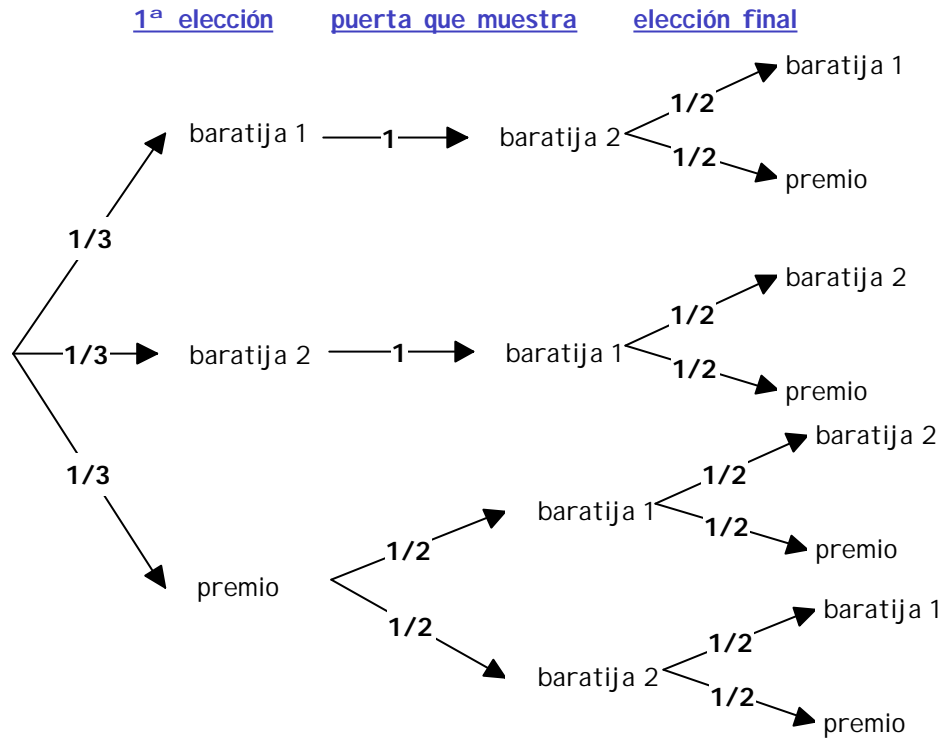 1ª elección puerta que muestra elección final
baratija 1
1/2
baratija 1 1 baratija 2
1/2
premio
1/3
baratija 2
1/2
1/3 baratija 2 1 baratija 1
1/2
premio
baratija 2
1/3
1/2
baratija 1
1/2
1/2
premio
premio
baratija 1
1/2
1/2
baratija 2
1/2
premio